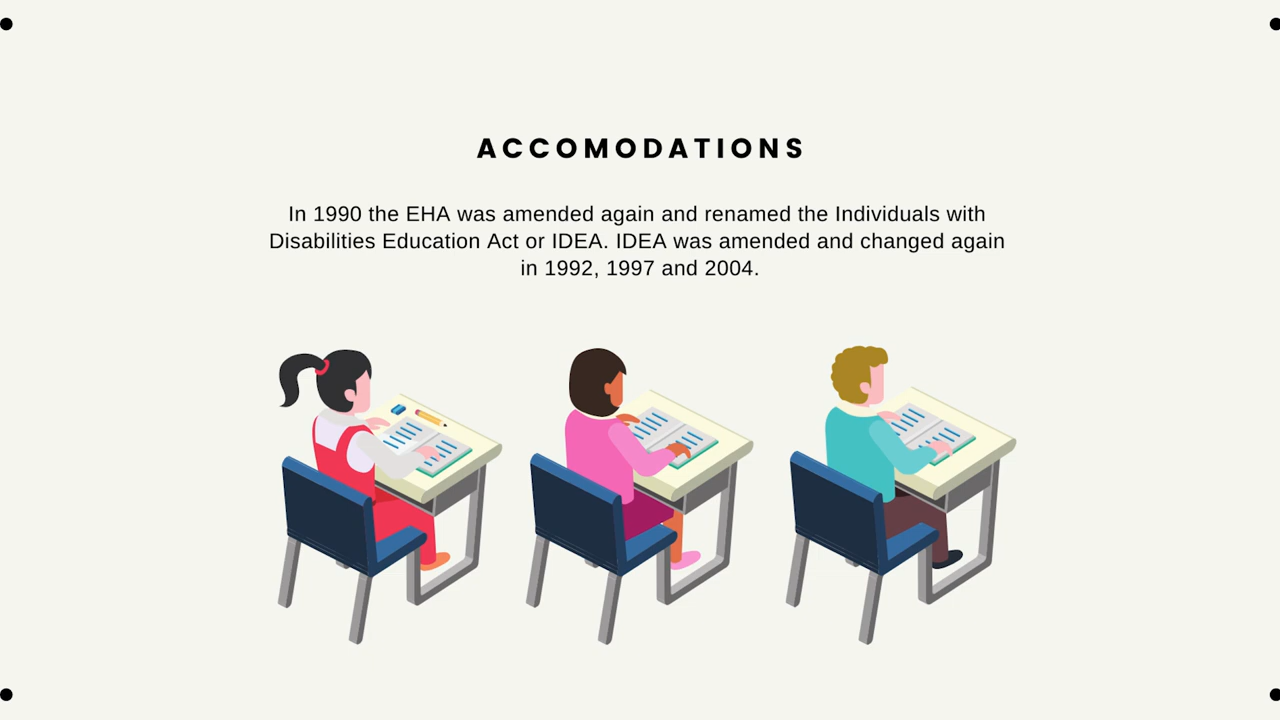 ACCOMODATIONS
In 1990 the EHA was amended again and renamed the Individuals with
Disabilities Education Act or IDEA. IDEA was amended and changed again
in 1992, 1997 and 2004.